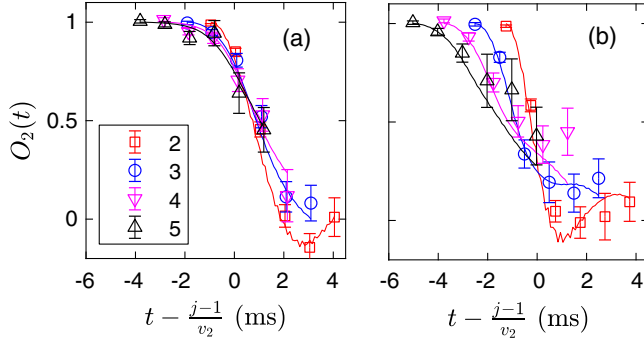 (a)
(b)
O₂(t)
1
0.5
0
2
3
4
5
-6 -4 -2 0 2 4
-6 -4 -2 0 2 4
t − (j−1)/v₂ (ms)
t − (j−1)/v₂ (ms)